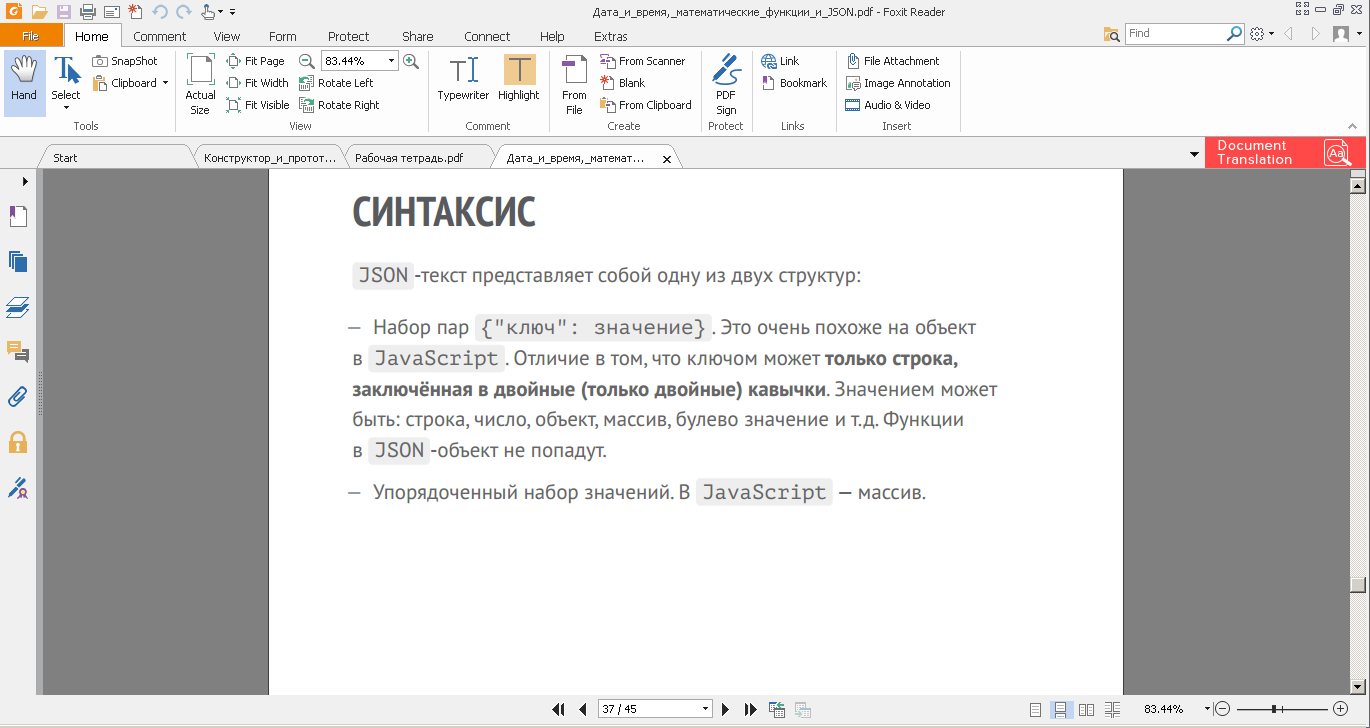 Дата_и_время,_математические_функции_и_JSON.pdf - Foxit Reader
File Home Comment View Form Protect Share Connect Help Extras
Find
Hand
Select
SnapShot
Clipboard
Tools
Actual Size
Fit Page
Fit Width
Fit Visible
83.44%
Rotate Left
Rotate Right
View
Typewriter
Highlight
Comment
From File
From Scanner
Blank
From Clipboard
Create
PDF Sign
Protect
Link
Bookmark
Links
File Attachment
Image Annotation
Audio & Video
Insert
Start
Конструктор_и_протот...
Рабочая тетрадь.pdf
Дата_и_время,_математ...
Document
Translation
СИНТАКСИС
JSON-текст представляет собой одну из двух структур:
— Набор пар {"ключ": значение}. Это очень похоже на объект
в JavaScript. Отличие в том, что ключом может только строка,
заключённая в двойные (только двойные) кавычки. Значением может
быть: строка, число, объект, массив, булево значение и т.д. Функции
в JSON-объект не попадут.
— Упорядоченный набор значений. В JavaScript — массив.
37 / 45
83.44%